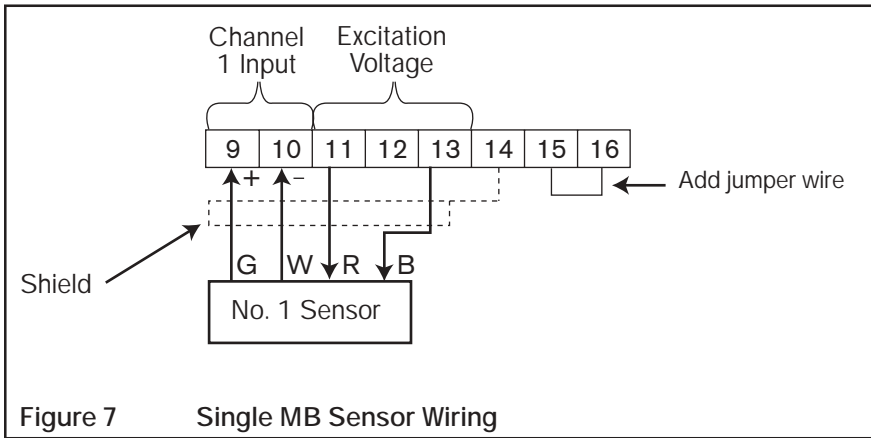 Channel 1 Input
Excitation Voltage
9 10 11 12 13 14 15 16
+ −
Add jumper wire
G W R B
Shield
No. 1 Sensor
Figure 7 Single MB Sensor Wiring